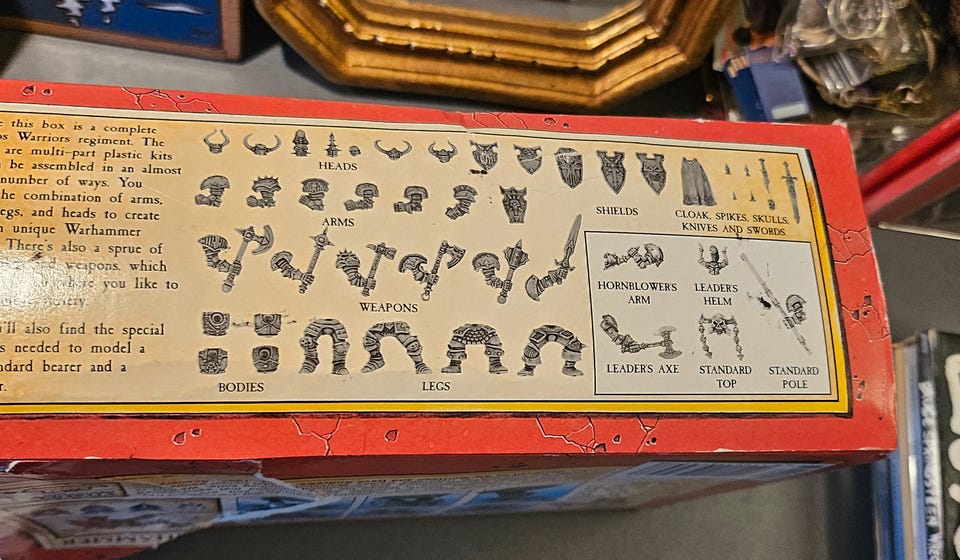 e this box is a complete
s Warriors regiment. The
are multi-part plastic kits
be assembled in an almost
number of ways. You
he combination of arms,
egs, and heads to create
n unique Warhammer
There's also a sprue of
weapons, which
you like to
'll also find the special
s needed to model a
ndard bearer and a
r.
HEADS
ARMS
WEAPONS
BODIES
LEGS
SHIELDS
CLOAK, SPIKES, SKULLS,
KNIVES AND SWORDS.
HORNBLOWER'S
ARM
LEADER'S
HELM
LEADER'S AXE
STANDARD
TOP
STANDARD
POLE